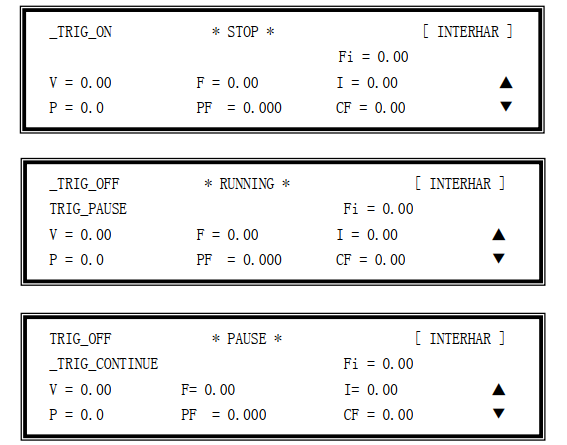 _TRIG_ON * STOP * [ INTERHAR ]
Fi = 0.00
V = 0.00 F = 0.00 I = 0.00 ▲
P = 0.0 PF = 0.000 CF = 0.00 ▼
_TRIG_OFF * RUNNING * [ INTERHAR ]
TRIG_PAUSE Fi = 0.00
V = 0.00 F = 0.00 I = 0.00 ▲
P = 0.0 PF = 0.000 CF = 0.00 ▼
TRIG_OFF * PAUSE * [ INTERHAR ]
_TRIG_CONTINUE Fi = 0.00
V = 0.00 F= 0.00 I= 0.00 ▲
P = 0.0 PF = 0.000 CF = 0.00 ▼